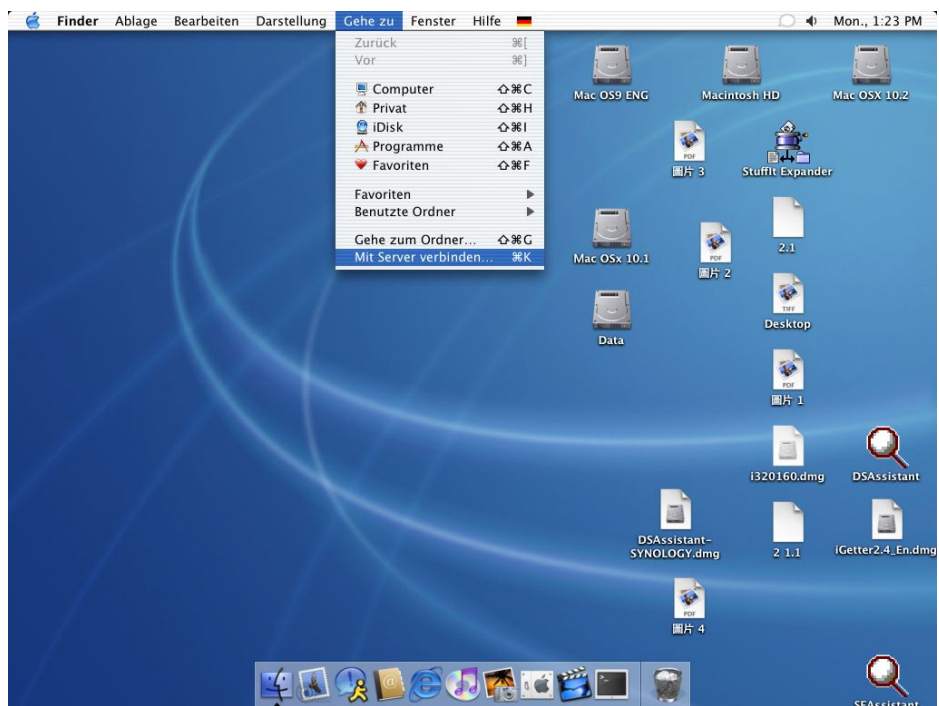 Finder Ablage Bearbeiten Darstellung Gehe zu Fenster Hilfe Mon., 1:23 PM
Zurück ⌘[
Vor ⌘]
Computer ⇧⌘C
Privat ⇧⌘H
iDisk ⇧⌘I
Programme ⇧⌘A
Favoriten ⇧⌘F
Favoriten
Benutzte Ordner
Gehe zum Ordner... ⇧⌘G
Mit Server verbinden... ⌘K
Mac OS9 ENG
Macintosh HD
Mac OSX 10.2
PDF
圖片 3
StuffIt Expander
Mac OSx 10.1
PDF
圖片 2
2.1
TIFF
Desktop
Data
PDF
圖片 1
i320160.dmg
DSAssistant
DSAssistant-
SYNOLOGY.dmg
2 1.1
iGetter2.4_En.dmg
PDF
圖片 4
SEAssistant